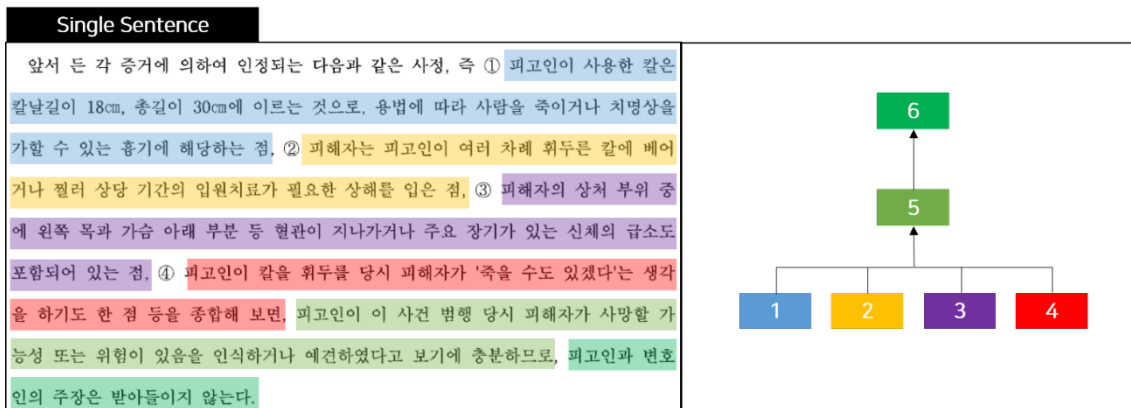 Single Sentence
앞서 든 각 증거에 의하여 인정되는 다음과 같은 사정, 즉 ① 피고인이 사용한 칼은
칼날길이 18㎝, 총길이 30㎝에 이르는 것으로, 용법에 따라 사람을 죽이거나 치명상을
가할 수 있는 흉기에 해당하는 점, ② 피해자는 피고인이 여러 차례 휘두른 칼에 베어
거나 찔러 상당 기간의 입원치료가 필요한 상해를 입은 점, ③ 피해자의 상처 부위 중
에 왼쪽 목과 가슴 아래 부분 등 혈관이 지나가거나 주요 장기가 있는 신체의 급소도
포함되어 있는 점, ④ 피고인이 칼을 휘두를 당시 피해자가 '죽을 수도 있겠다'는 생각
을 하기도 한 점 등을 종합해 보면, 피고인이 이 사건 범행 당시 피해자가 사망할 가
능성 또는 위험이 있음을 인식하거나 예견하였다고 보기에 충분하므로, 피고인과 변호
인의 주장은 받아들이지 않는다.
6
5
1 2 3 4